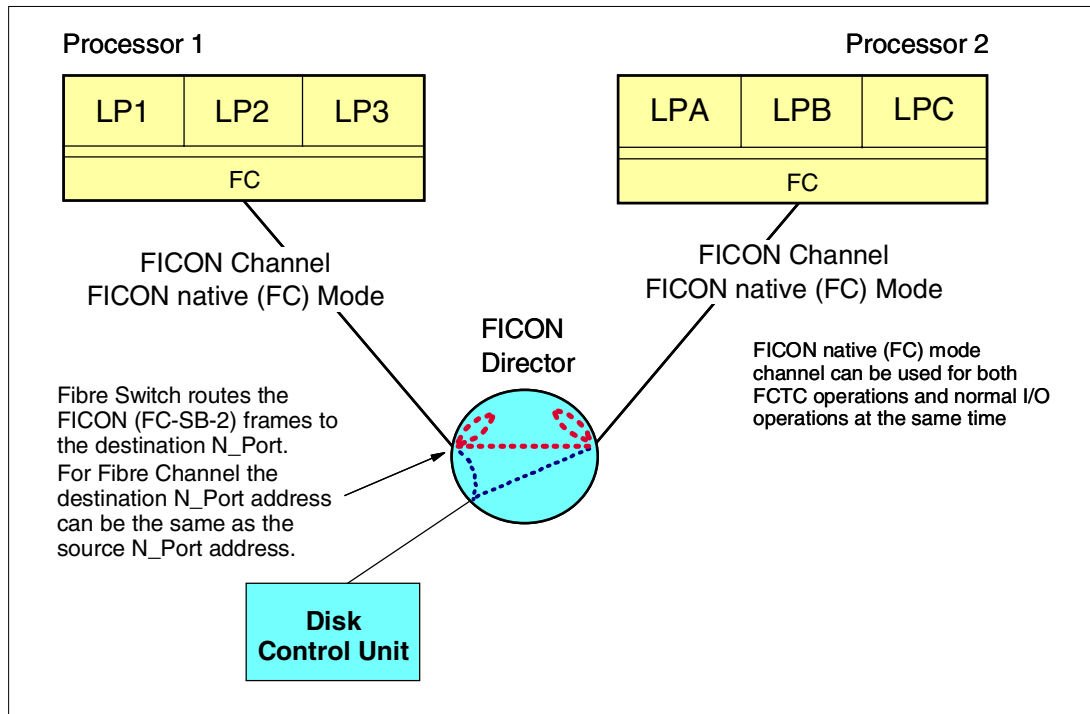 Processor 1
Processor 2
LP1 LP2 LP3
LPA LPB LPC
FC
FC
FICON Channel
FICON native (FC) Mode
FICON Channel
FICON native (FC) Mode
FICON
Director
FICON native (FC) mode
channel can be used for both
FCTC operations and normal I/O
operations at the same time
Fibre Switch routes the
FICON (FC-SB-2) frames to
the destination N_Port.
For Fibre Channel the
destination N_Port address
can be the same as the
source N_Port address.
Disk
Control Unit